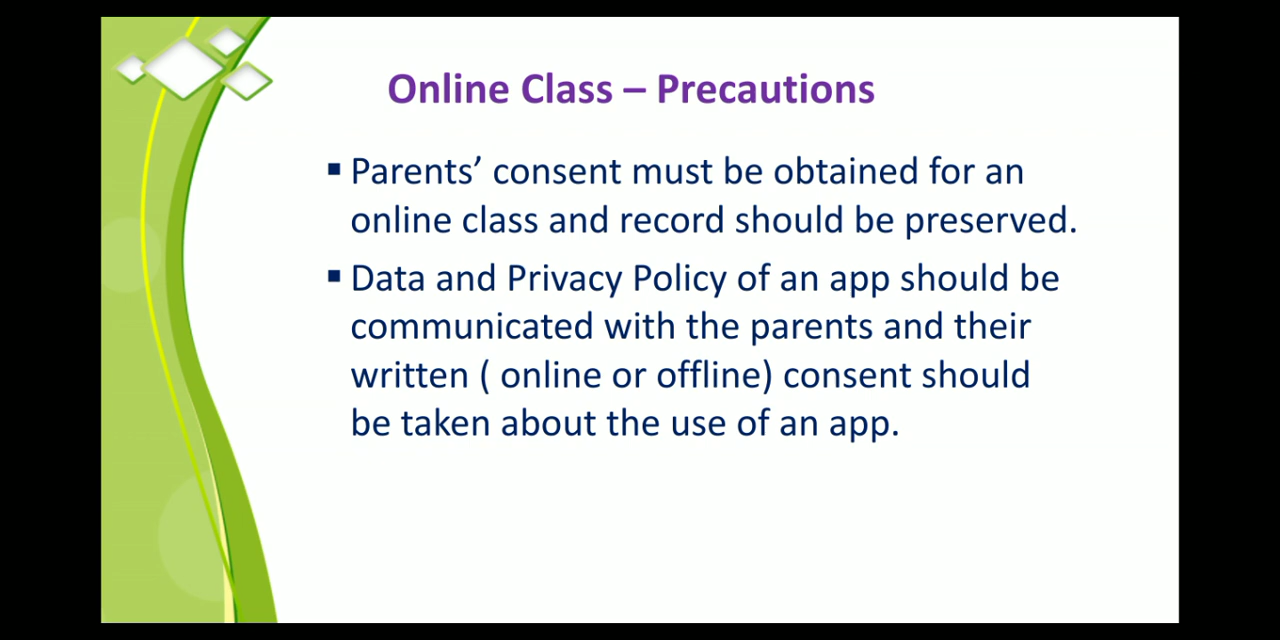 Online Class – Precautions
▪ Parents’ consent must be obtained for an
online class and record should be preserved.
▪ Data and Privacy Policy of an app should be
communicated with the parents and their
written ( online or offline) consent should
be taken about the use of an app.